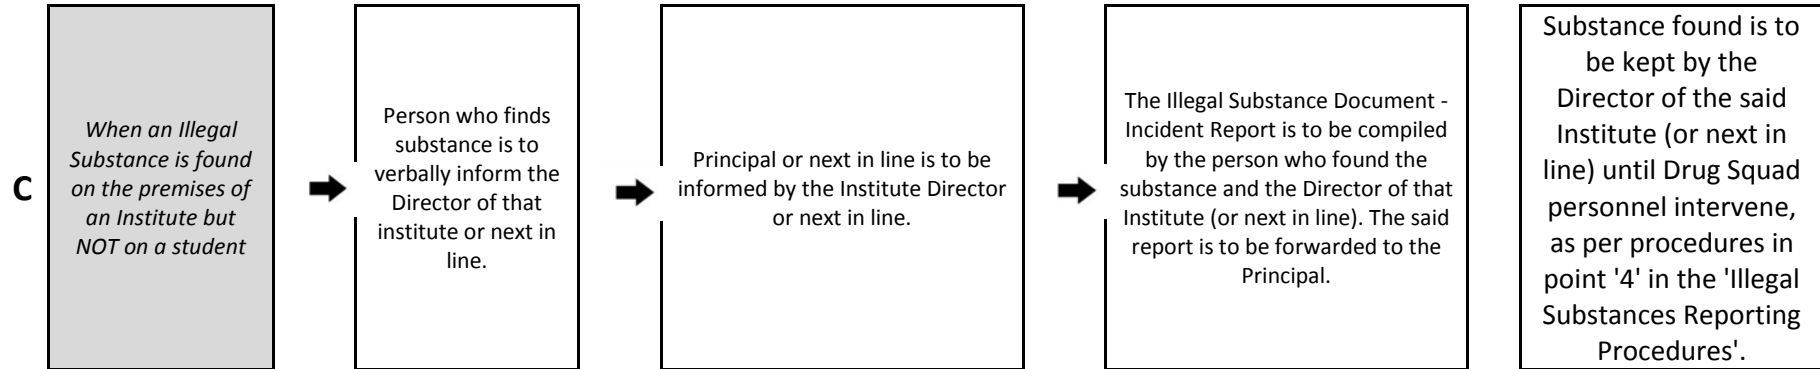 C
When an Illegal
Substance is found
on the premises of
an Institute but
NOT on a student
Person who finds
substance is to
verbally inform the
Director of that
institute or next in
line.
Principal or next in line is to be
informed by the Institute Director
or next in line.
The Illegal Substance Document -
Incident Report is to be compiled
by the person who found the
substance and the Director of that
Institute (or next in line). The said
report is to be forwarded to the
Principal.
Substance found is to
be kept by the
Director of the said
Institute (or next in
line) until Drug Squad
personnel intervene,
as per procedures in
point '4' in the 'Illegal
Substances Reporting
Procedures'.